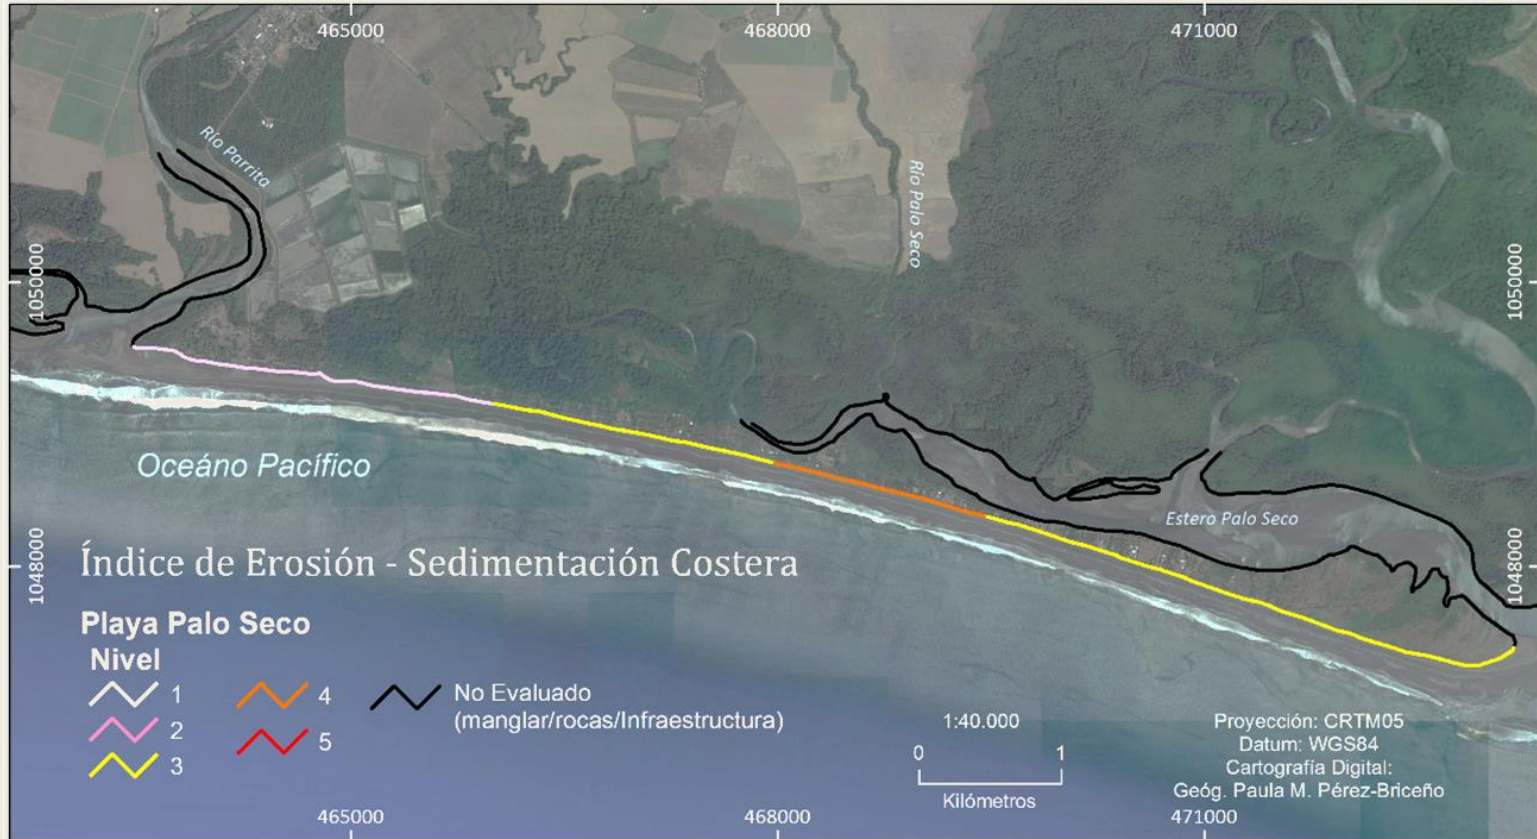 465000
468000
471000
Río Parrita
Río Palo Seco
1050000
1050000
Oceáno Pacífico
Estero Palo Seco
1048000
1048000
Índice de Erosión - Sedimentación Costera
Playa Palo Seco
Nivel
1
2
3
4
5
No Evaluado
(manglar/rocas/Infraestructura)
1:40.000
0 1
Kilómetros
Proyección: CRTM05
Datum: WGS84
Cartografía Digital:
Geóg. Paula M. Pérez-Briceño
465000
468000
471000